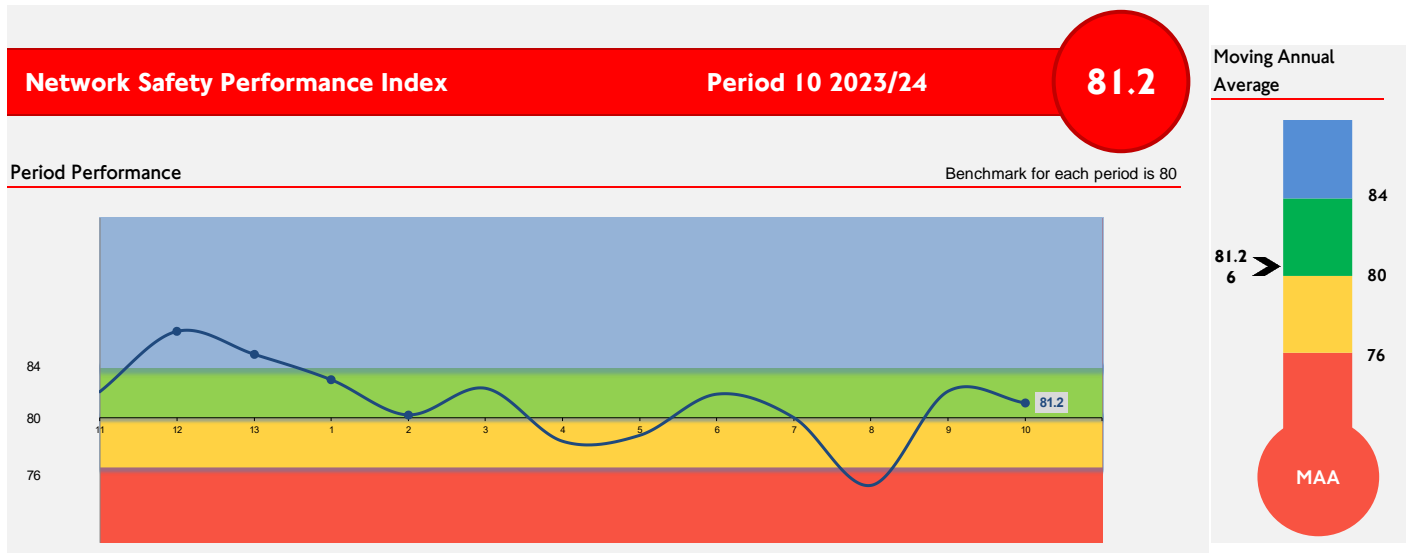 Network Safety Performance Index
Period 10 2023/24
81.2
Period Performance
Benchmark for each period is 80
84
80
76
11 12 13 1 2 3 4 5 6 7 8 9 10
81.2
Moving Annual
Average
84
81.2
6
80
76
MAA